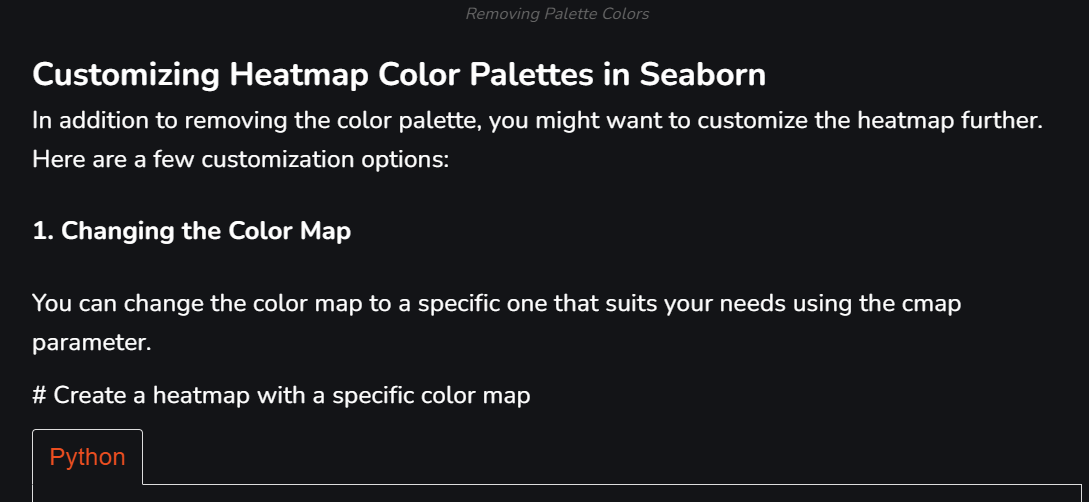 Removing Palette Colors
Customizing Heatmap Color Palettes in Seaborn
In addition to removing the color palette, you might want to customize the heatmap further.
Here are a few customization options:
1. Changing the Color Map
You can change the color map to a specific one that suits your needs using the cmap
parameter.
# Create a heatmap with a specific color map
Python